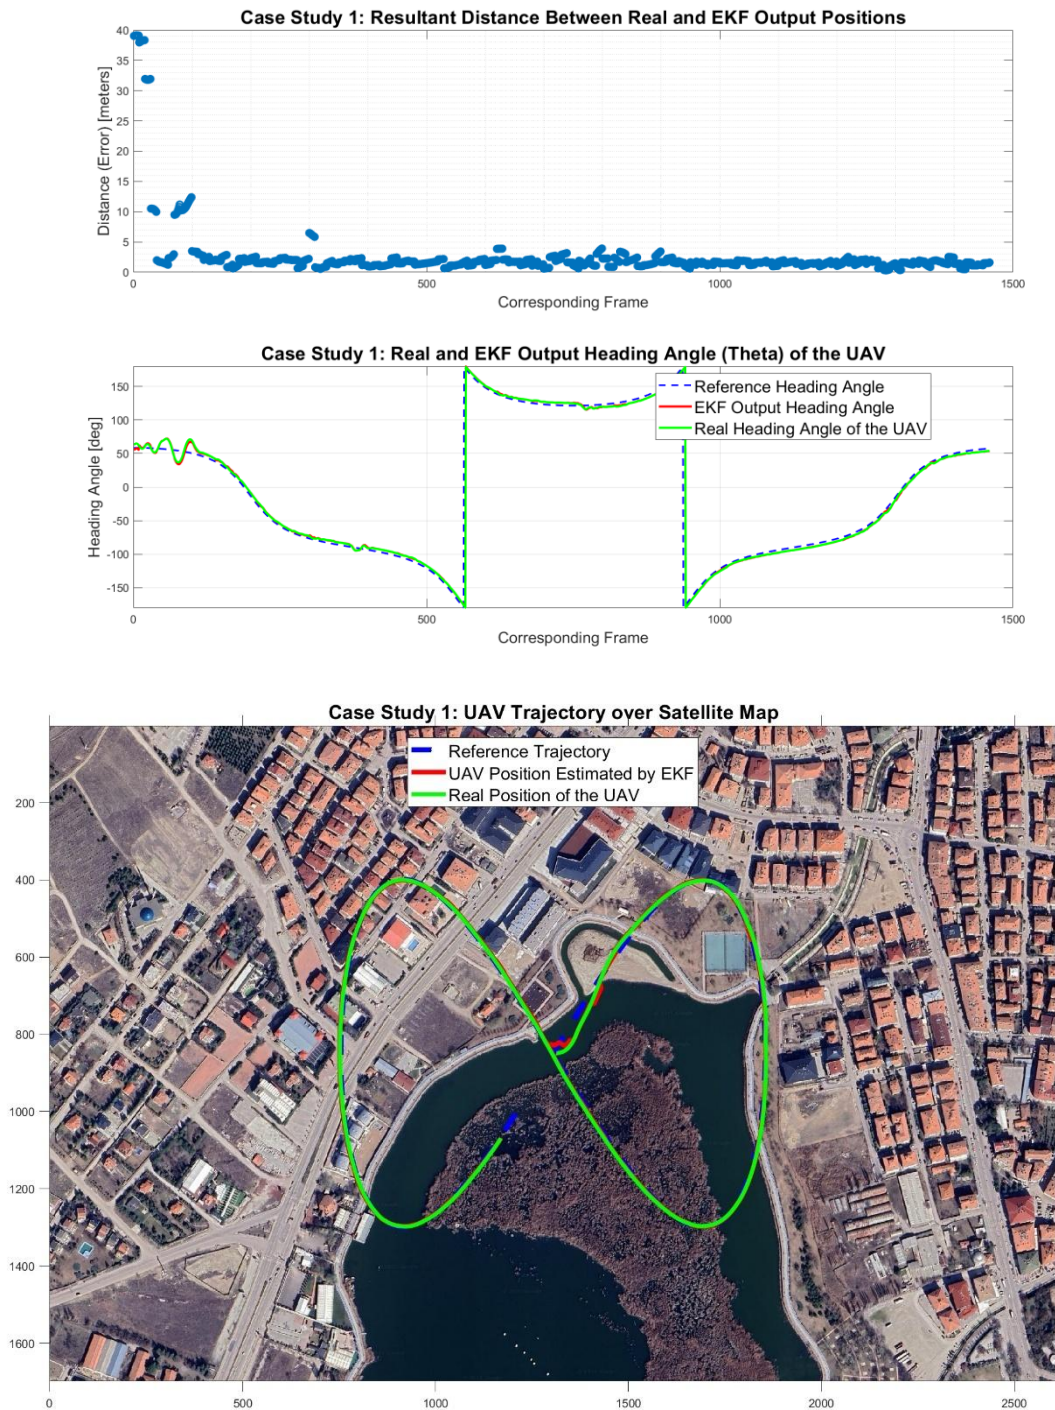 Case Study 1: Resultant Distance Between Real and EKF Output Positions
40
35
30
25
20
15
10
5
0
Distance (Error) [meters]
0 500 1000 1500
Corresponding Frame
Case Study 1: Real and EKF Output Heading Angle (Theta) of the UAV
150
100
50
0
-50
-100
-150
Heading Angle [deg]
Reference Heading Angle
EKF Output Heading Angle
Real Heading Angle of the UAV
0 500 1000 1500
Corresponding Frame
Case Study 1: UAV Trajectory over Satellite Map
Reference Trajectory
UAV Position Estimated by EKF
Real Position of the UAV
200
400
600
800
1000
1200
1400
1600
0 500 1000 1500 2000 2500